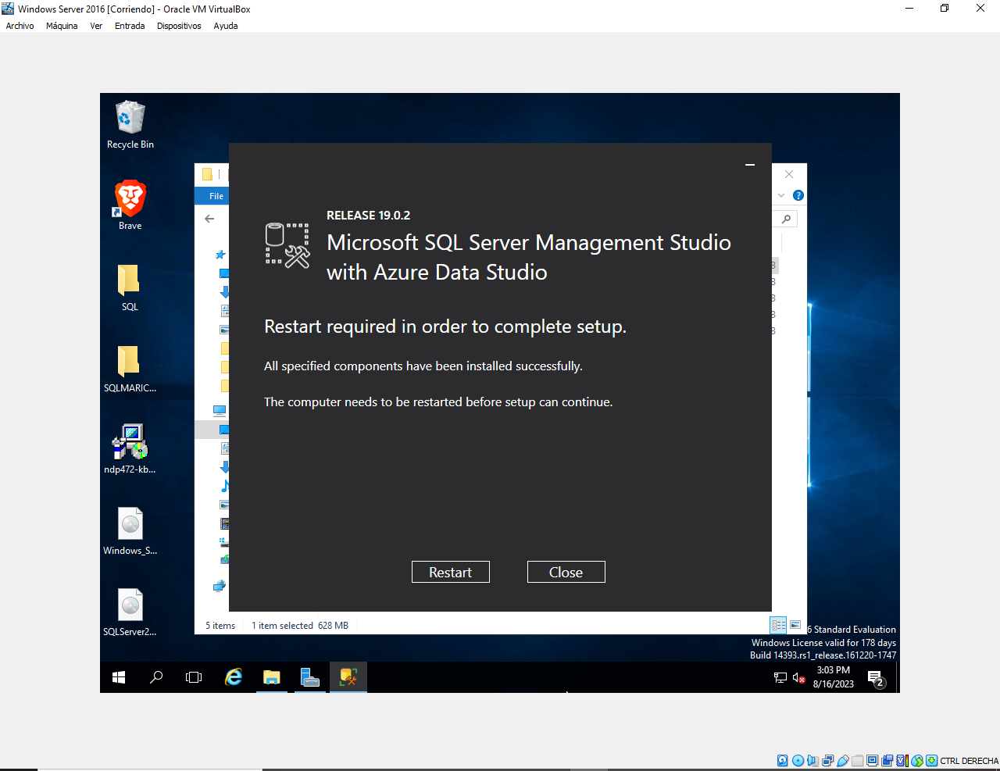 Windows Server 2016 [Corriendo] - Oracle VM VirtualBox
Archivo Máquina Ver Entrada Dispositivos Ayuda
Recycle Bin
Brave
SQL
SQLMARIC...
ndp472-kb...
Windows_S...
SQLServer2...
File
RELEASE 19.0.2
Microsoft SQL Server Management Studio
with Azure Data Studio
Restart required in order to complete setup.
All specified components have been installed successfully.
The computer needs to be restarted before setup can continue.
Restart Close
5 items 1 item selected 628 MB
6 Standard Evaluation
Windows License valid for 178 days
Build 14393.rs1_release.161220-1747
3:03 PM
8/16/2023
2
CTRL DERECHA